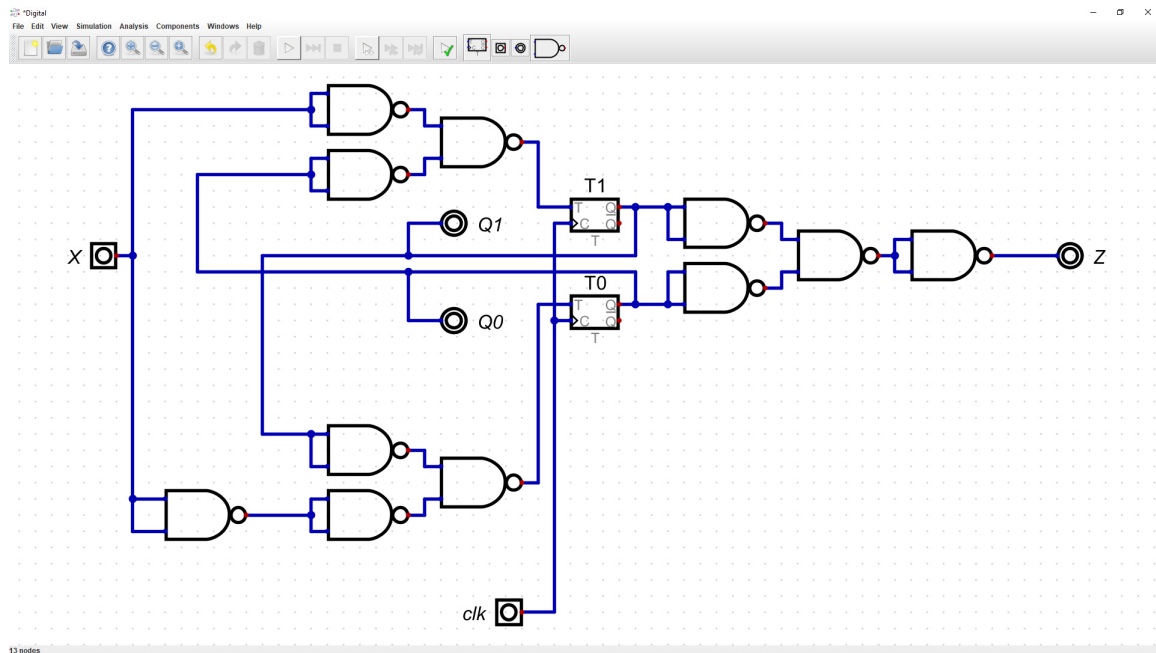 *Digital
File Edit View Simulation Analysis Components Windows Help
T1
T Q
C Q
T
Q1
X
Z
T0
T Q
C Q
T
Q0
clk
13 nodes